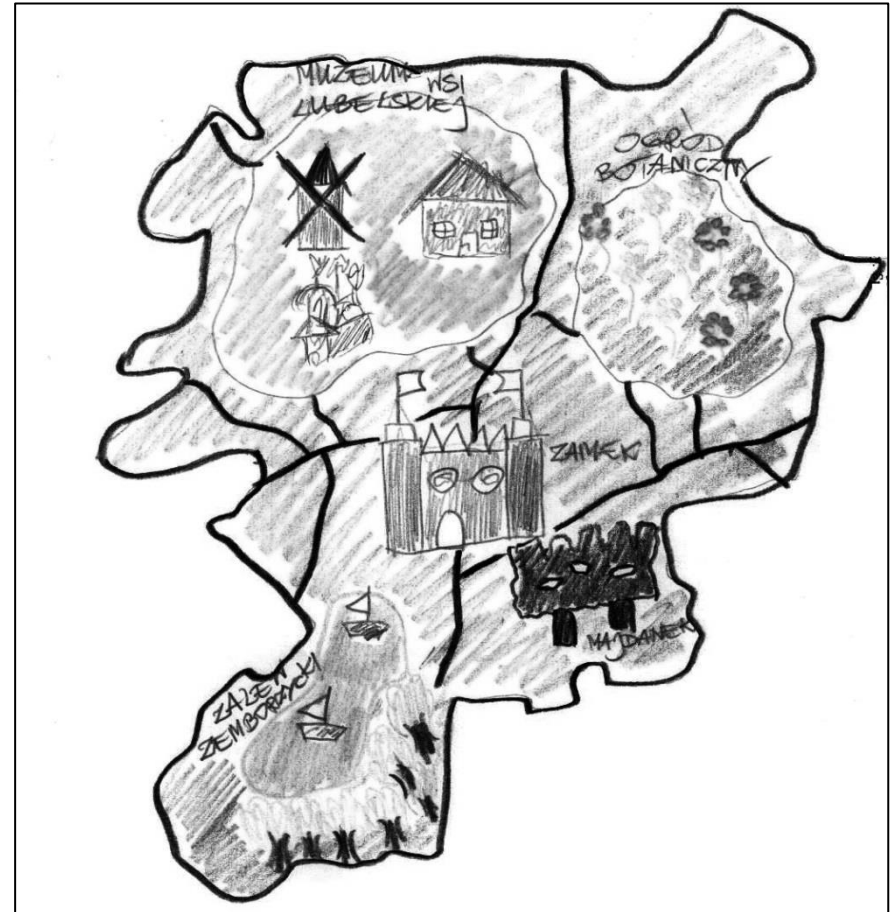 MUZEUM WSI
LUBELSKIEJ
OGRÓD
BOTANICZNY
ZAMEK
MAJDANEK
ZALEW
ZEMBORZYCKI